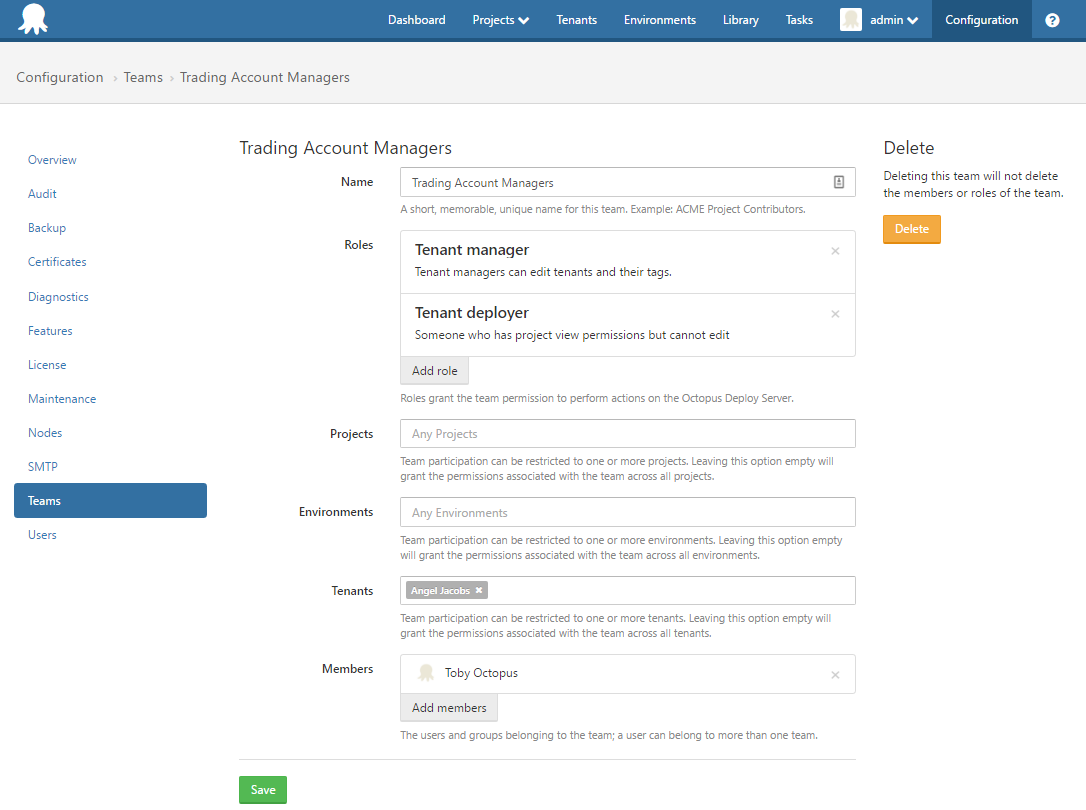 Dashboard Projects Tenants Environments Library Tasks admin Configuration ?
Configuration › Teams › Trading Account Managers
Overview
Audit
Backup
Certificates
Diagnostics
Features
License
Maintenance
Nodes
SMTP
Teams
Users
Trading Account Managers
Name
Trading Account Managers
A short, memorable, unique name for this team. Example: ACME Project Contributors.
Roles
Tenant manager ×
Tenant managers can edit tenants and their tags.
Tenant deployer ×
Someone who has project view permissions but cannot edit
Add role
Roles grant the team permission to perform actions on the Octopus Deploy Server.
Projects
Any Projects
Team participation can be restricted to one or more projects. Leaving this option empty will
grant the permissions associated with the team across all projects.
Environments
Any Environments
Team participation can be restricted to one or more environments. Leaving this option empty
will grant the permissions associated with the team across all environments.
Tenants
Angel Jacobs ×
Team participation can be restricted to one or more tenants. Leaving this option empty will
grant the permissions associated with the team across all tenants.
Members
Toby Octopus ×
Add members
The users and groups belonging to the team; a user can belong to more than one team.
Save
Delete
Deleting this team will not delete
the members or roles of the team.
Delete